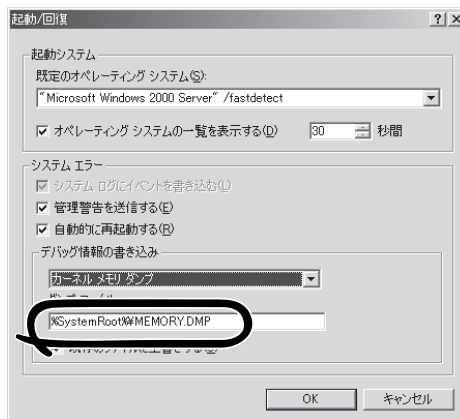 起動/回復
起動システム
既定のオペレーティング システム(S):
"Microsoft Windows 2000 Server" /fastdetect
オペレーティング システムの一覧を表示する(D) 30 秒間
システム エラー
システム ログにイベントを書き込む(L)
管理警告を送信する(E)
自動的に再起動する(R)
デバッグ情報の書き込み
カーネル メモリ ダンプ
%SystemRoot%¥MEMORY.DMP
OK キャンセル